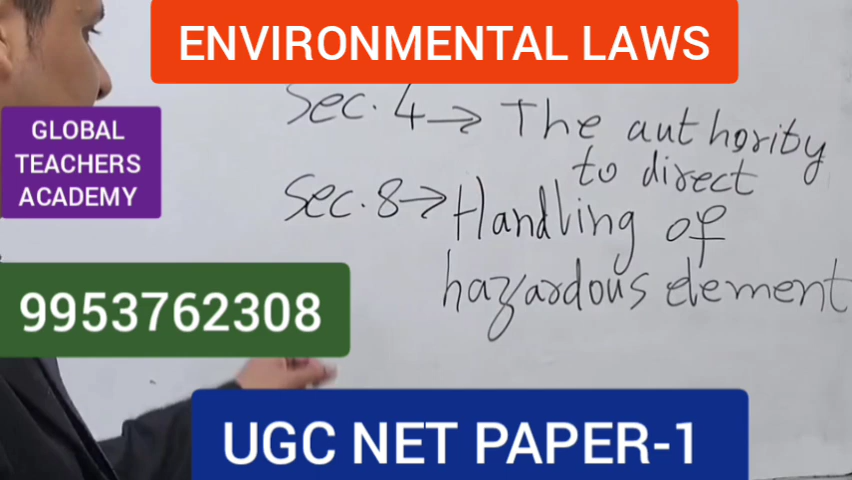 ENVIRONMENTAL LAWS
GLOBAL
TEACHERS
ACADEMY
Sec. 4 → The authority
to direct
Sec. 8 → Handling of
hazardous element
9953762308
UGC NET PAPER-1